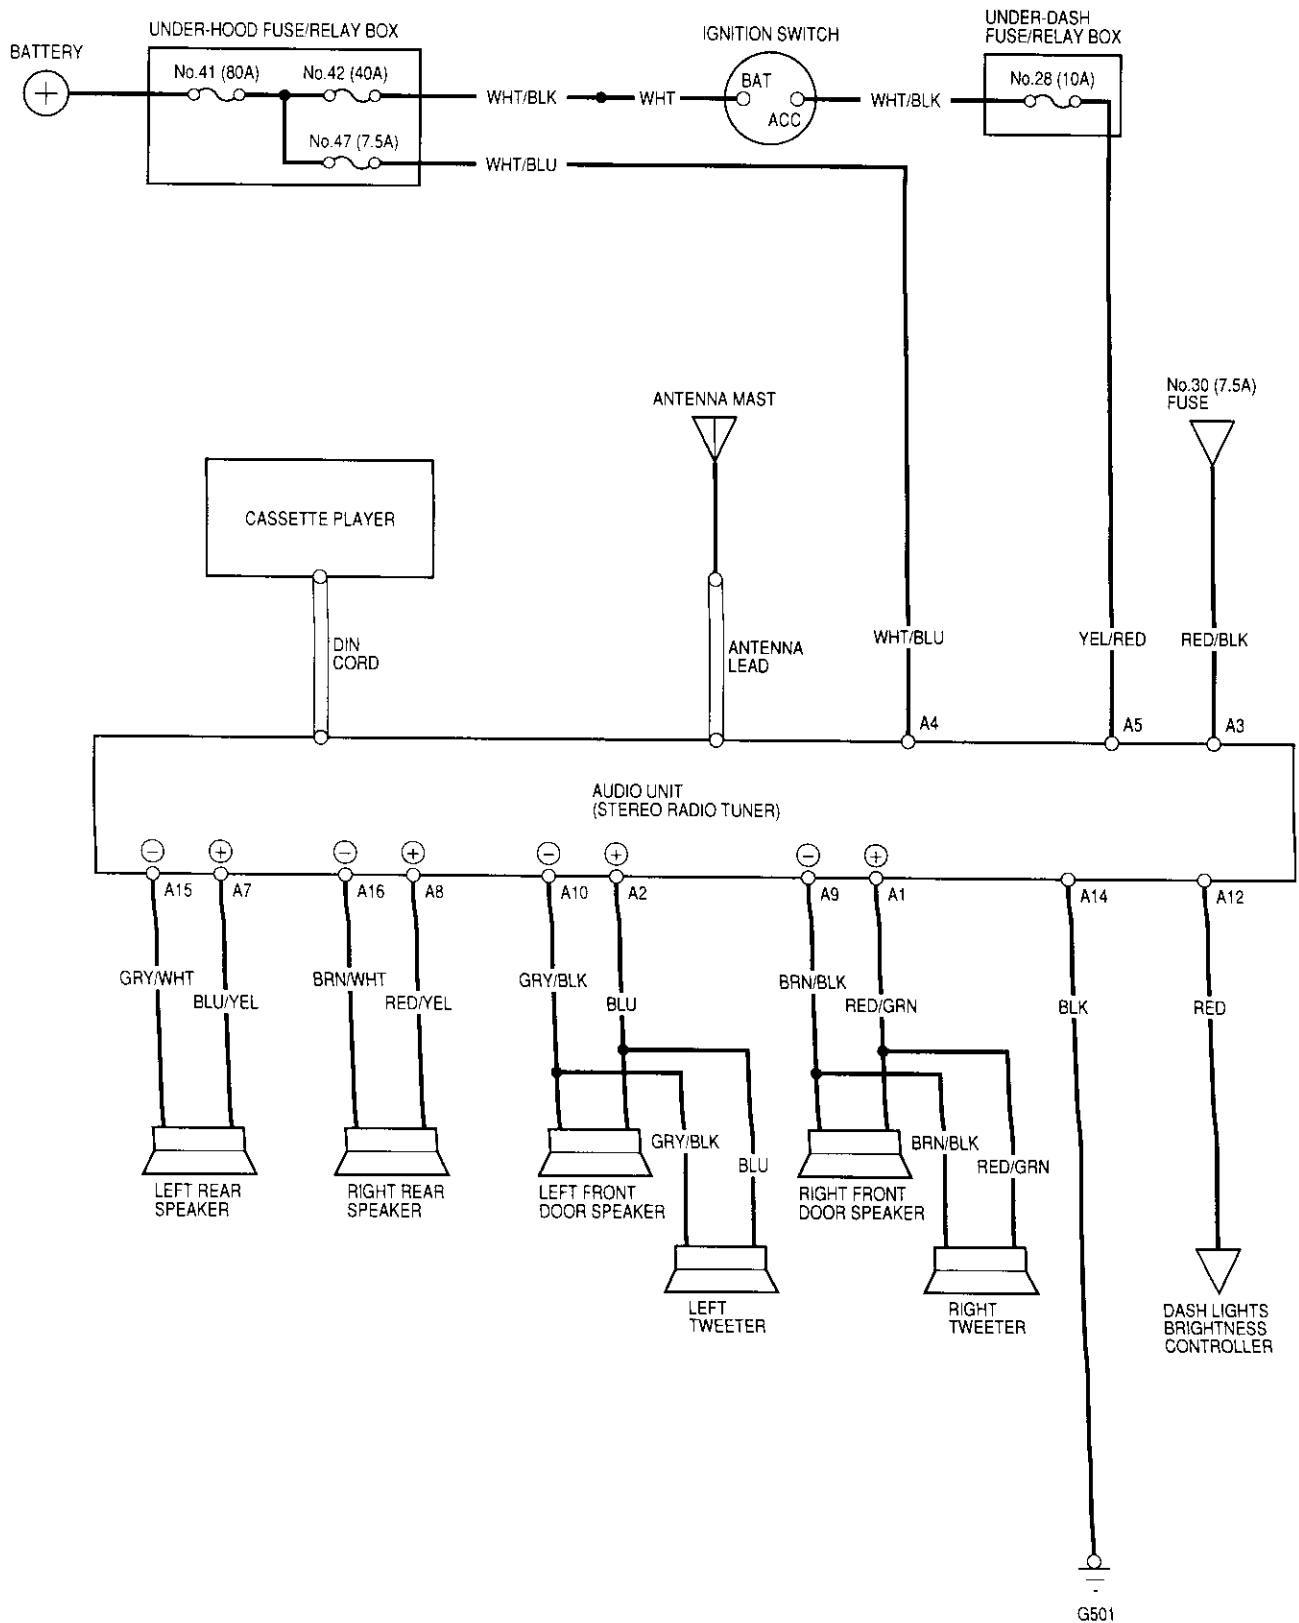 UNDER-HOOD FUSE/RELAY BOX
IGNITION SWITCH
UNDER-DASH
FUSE/RELAY BOX
BATTERY
No.41 (80A)
No.42 (40A)
BAT
No.28 (10A)
WHT/BLK
WHT
WHT/BLK
ACC
No.47 (7.5A)
WHT/BLU
ANTENNA MAST
No.30 (7.5A)
FUSE
CASSETTE PLAYER
DIN
CORD
ANTENNA
LEAD
WHT/BLU
YEL/RED
RED/BLK
A4
A5
A3
AUDIO UNIT
(STEREO RADIO TUNER)
− + − + − + − +
A15
A7
A16
A8
A10
A2
A9
A1
A14
A12
GRY/WHT
BLU/YEL
BRN/WHT
RED/YEL
GRY/BLK
BLU
BRN/BLK
RED/GRN
BLK
RED
GRY/BLK
BLU
BRN/BLK
RED/GRN
LEFT REAR
SPEAKER
RIGHT REAR
SPEAKER
LEFT FRONT
DOOR SPEAKER
RIGHT FRONT
DOOR SPEAKER
LEFT
TWEETER
RIGHT
TWEETER
DASH LIGHTS
BRIGHTNESS
CONTROLLER
G501